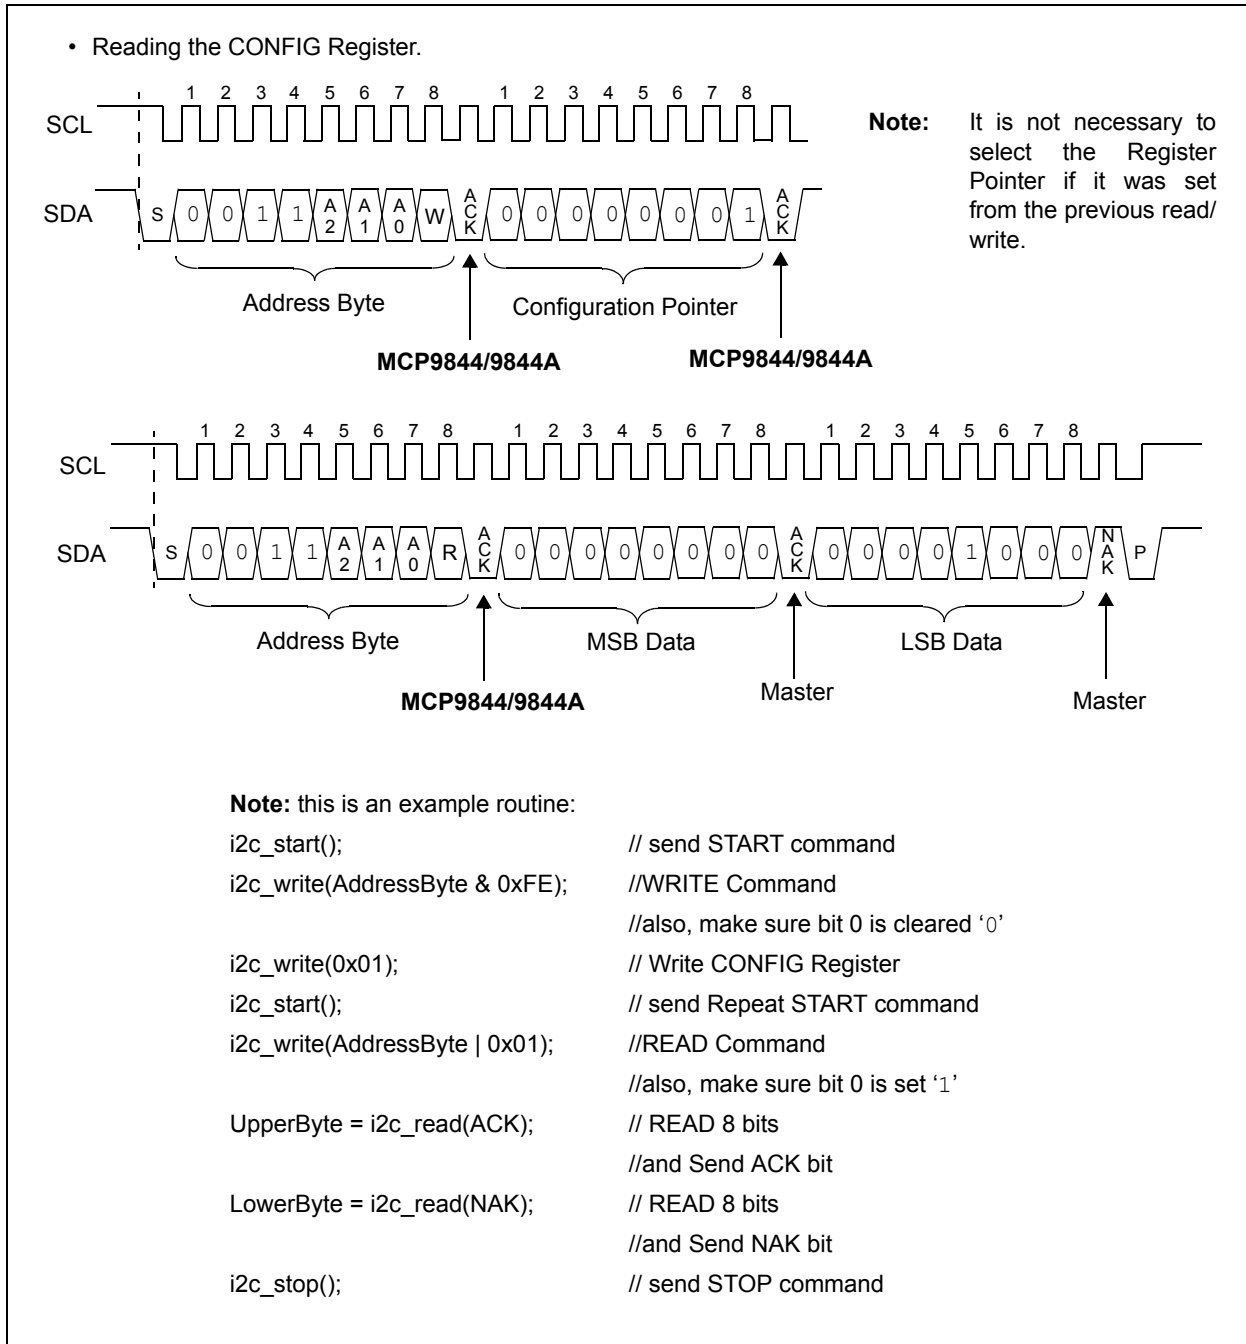 • Reading the CONFIG Register.
1 2 3 4 5 6 7 8 1 2 3 4 5 6 7 8
SCL
Note: It is not necessary to
select the Register
Pointer if it was set
from the previous read/
write.
SDA S 0 0 1 1 A2 A1 A0 W ACK 0 0 0 0 0 0 0 1 ACK
Address Byte Configuration Pointer
MCP9844/9844A MCP9844/9844A
1 2 3 4 5 6 7 8 1 2 3 4 5 6 7 8 1 2 3 4 5 6 7 8
SCL
SDA S 0 0 1 1 A2 A1 A0 R ACK 0 0 0 0 0 0 0 0 ACK 0 0 0 0 1 0 0 0 NAK P
Address Byte MSB Data LSB Data
MCP9844/9844A Master Master
Note: this is an example routine:
i2c_start(); // send START command
i2c_write(AddressByte & 0xFE); //WRITE Command
//also, make sure bit 0 is cleared ‘0’
i2c_write(0x01); // Write CONFIG Register
i2c_start(); // send Repeat START command
i2c_write(AddressByte | 0x01); //READ Command
//also, make sure bit 0 is set ‘1’
UpperByte = i2c_read(ACK); // READ 8 bits
//and Send ACK bit
LowerByte = i2c_read(NAK); // READ 8 bits
//and Send NAK bit
i2c_stop(); // send STOP command